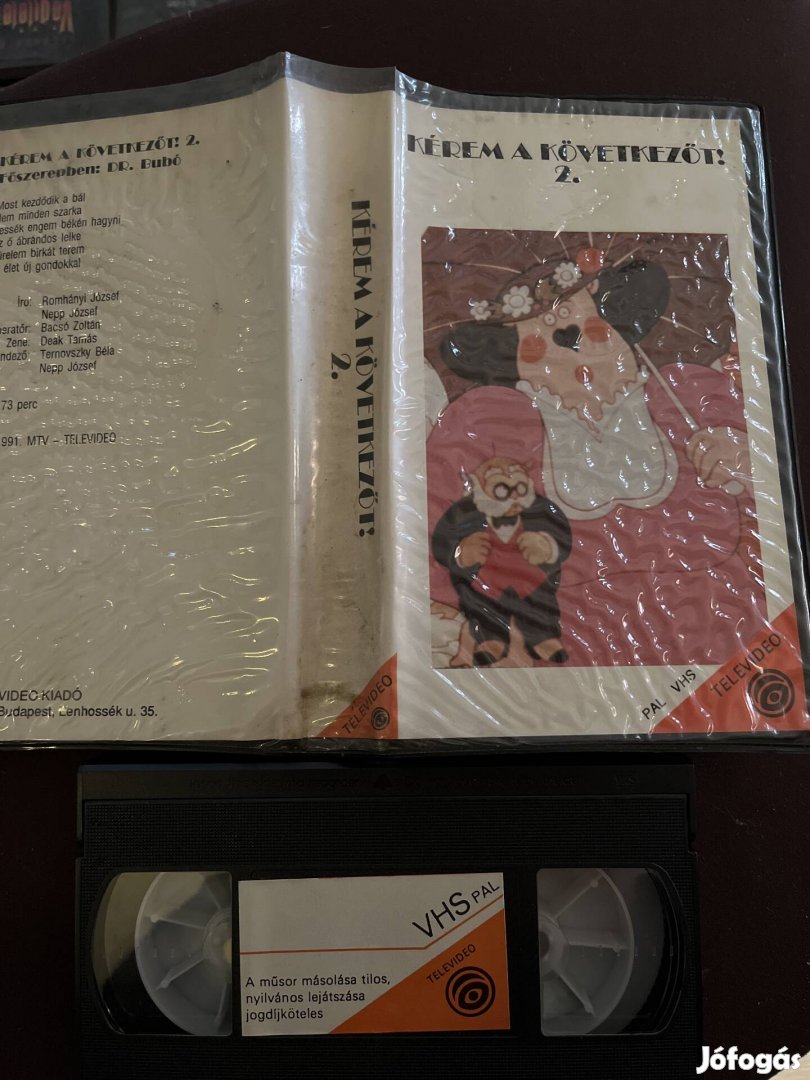 KÉREM A KÖVETKEZŐT! 2.
Főszerepben: DR. Bubó
Most kezdődik a bál
minden szarka
engem békén hagyni
ő ábrándos lelke
birkát terem
élet új gondokkal
Író: Romhányi József
Nepp József
Bacsó Zoltán
Zene: Deak Tamás
Ternovszky Béla
Nepp József
73 perc
1991. MTV – TELEVIDEO
VIDEO-KIADÓ
Budapest, Lenhossék u. 35.
KÉREM A KÖVETKEZŐT!
2.
TELEVIDEO
KÉREM A KÖVETKEZŐT!
2.
PAL VHS
TELEVIDEO
VHS PAL
TELEVIDEO
A műsor másolása tilos,
nyilvános lejátszása
jogdíjköteles
Jófogás